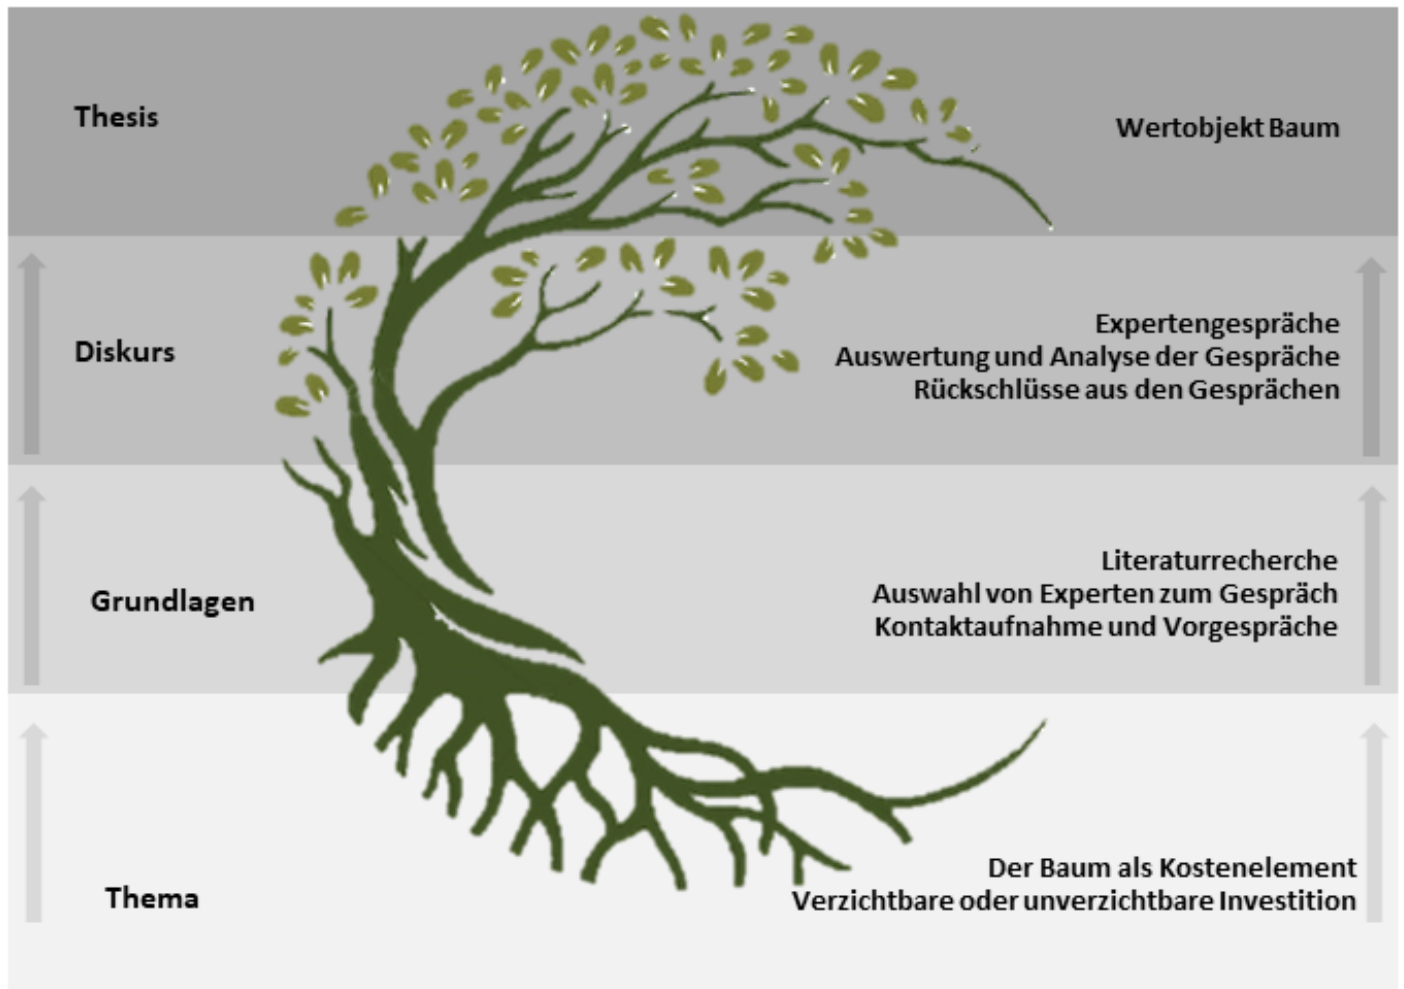 Thesis
Wertobjekt Baum
Diskurs
Expertengespräche
Auswertung und Analyse der Gespräche
Rückschlüsse aus den Gesprächen
Grundlagen
Literaturrecherche
Auswahl von Experten zum Gespräch
Kontaktaufnahme und Vorgespräche
Thema
Der Baum als Kostenelement
Verzichtbare oder unverzichtbare Investition